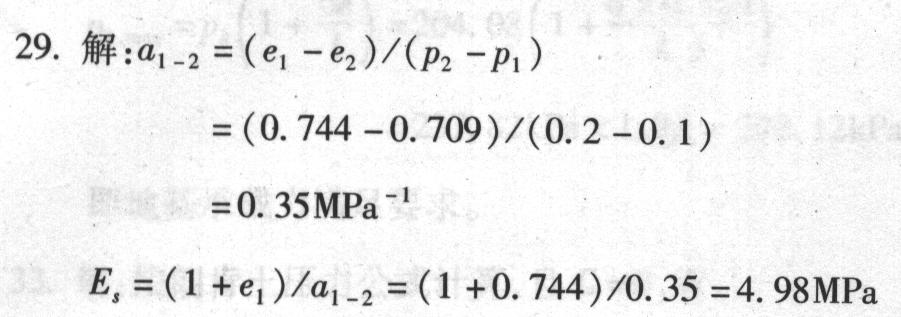 29. 解:a₁₋₂ = (e₁ - e₂)/(p₂ - p₁)
= (0.744 - 0.709)/(0.2 - 0.1)
= 0.35MPa⁻¹
Eₛ = (1 + e₁)/a₁₋₂ = (1 + 0.744)/0.35 = 4.98MPa